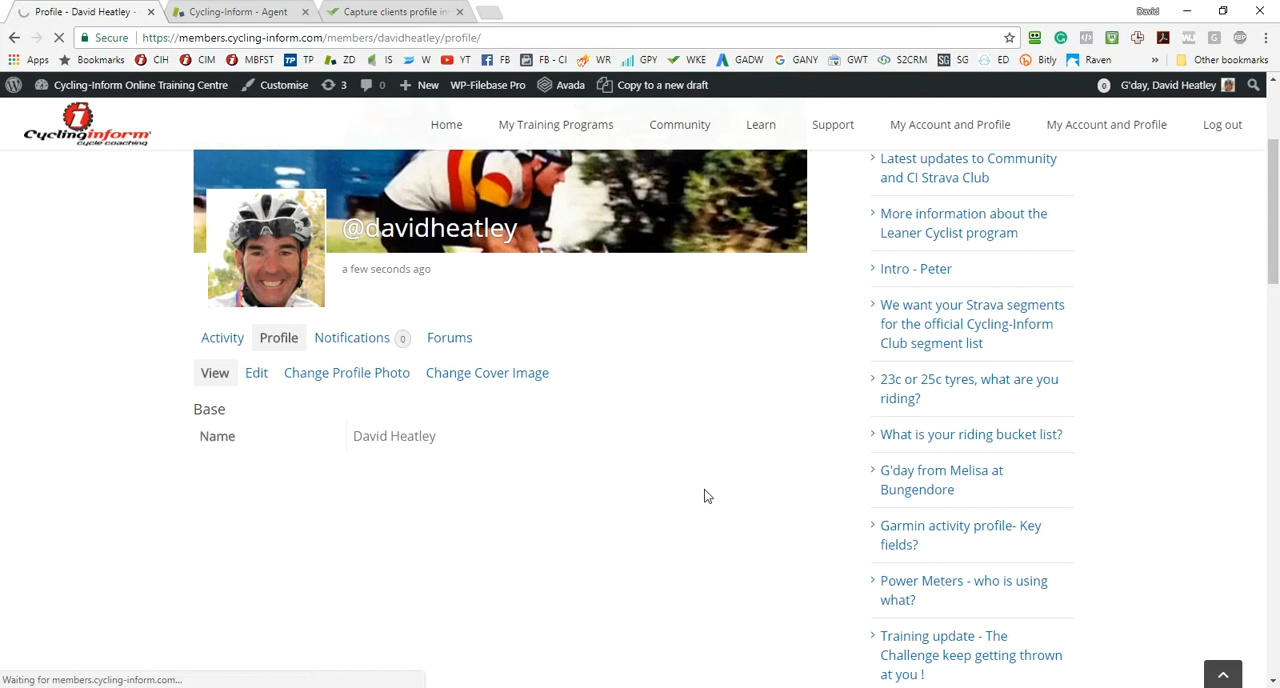 Profile - David Heatley -
Cycling-Inform - Agent
Capture clients profile in
David
Secure
https://members.cycling-inform.com/members/davidheatley/profile/
Apps Bookmarks CIH CIM MBFST TP ZD IS W YT FB FB - CI WR GPY WKE GADW GANY GWT S2CRM SG ED Bitly Raven » Other bookmarks
Cycling-Inform Online Training Centre Customise 3 0 New WP-Filebase Pro Avada Copy to a new draft 0 G'day, David Heatley
Cycling inform
cycle coaching
Home My Training Programs Community Learn Support My Account and Profile My Account and Profile Log out
@davidheatley
a few seconds ago
Activity Profile Notifications 0 Forums
View Edit Change Profile Photo Change Cover Image
Base
Name David Heatley
Latest updates to Community
and CI Strava Club
More information about the
Leaner Cyclist program
Intro - Peter
We want your Strava segments
for the official Cycling-Inform
Club segment list
23c or 25c tyres, what are you
riding?
What is your riding bucket list?
G'day from Melisa at
Bungendore
Garmin activity profile- Key
fields?
Power Meters - who is using
what?
Training update - The
Challenge keep getting thrown
at you !
Waiting for members.cycling-inform.com...